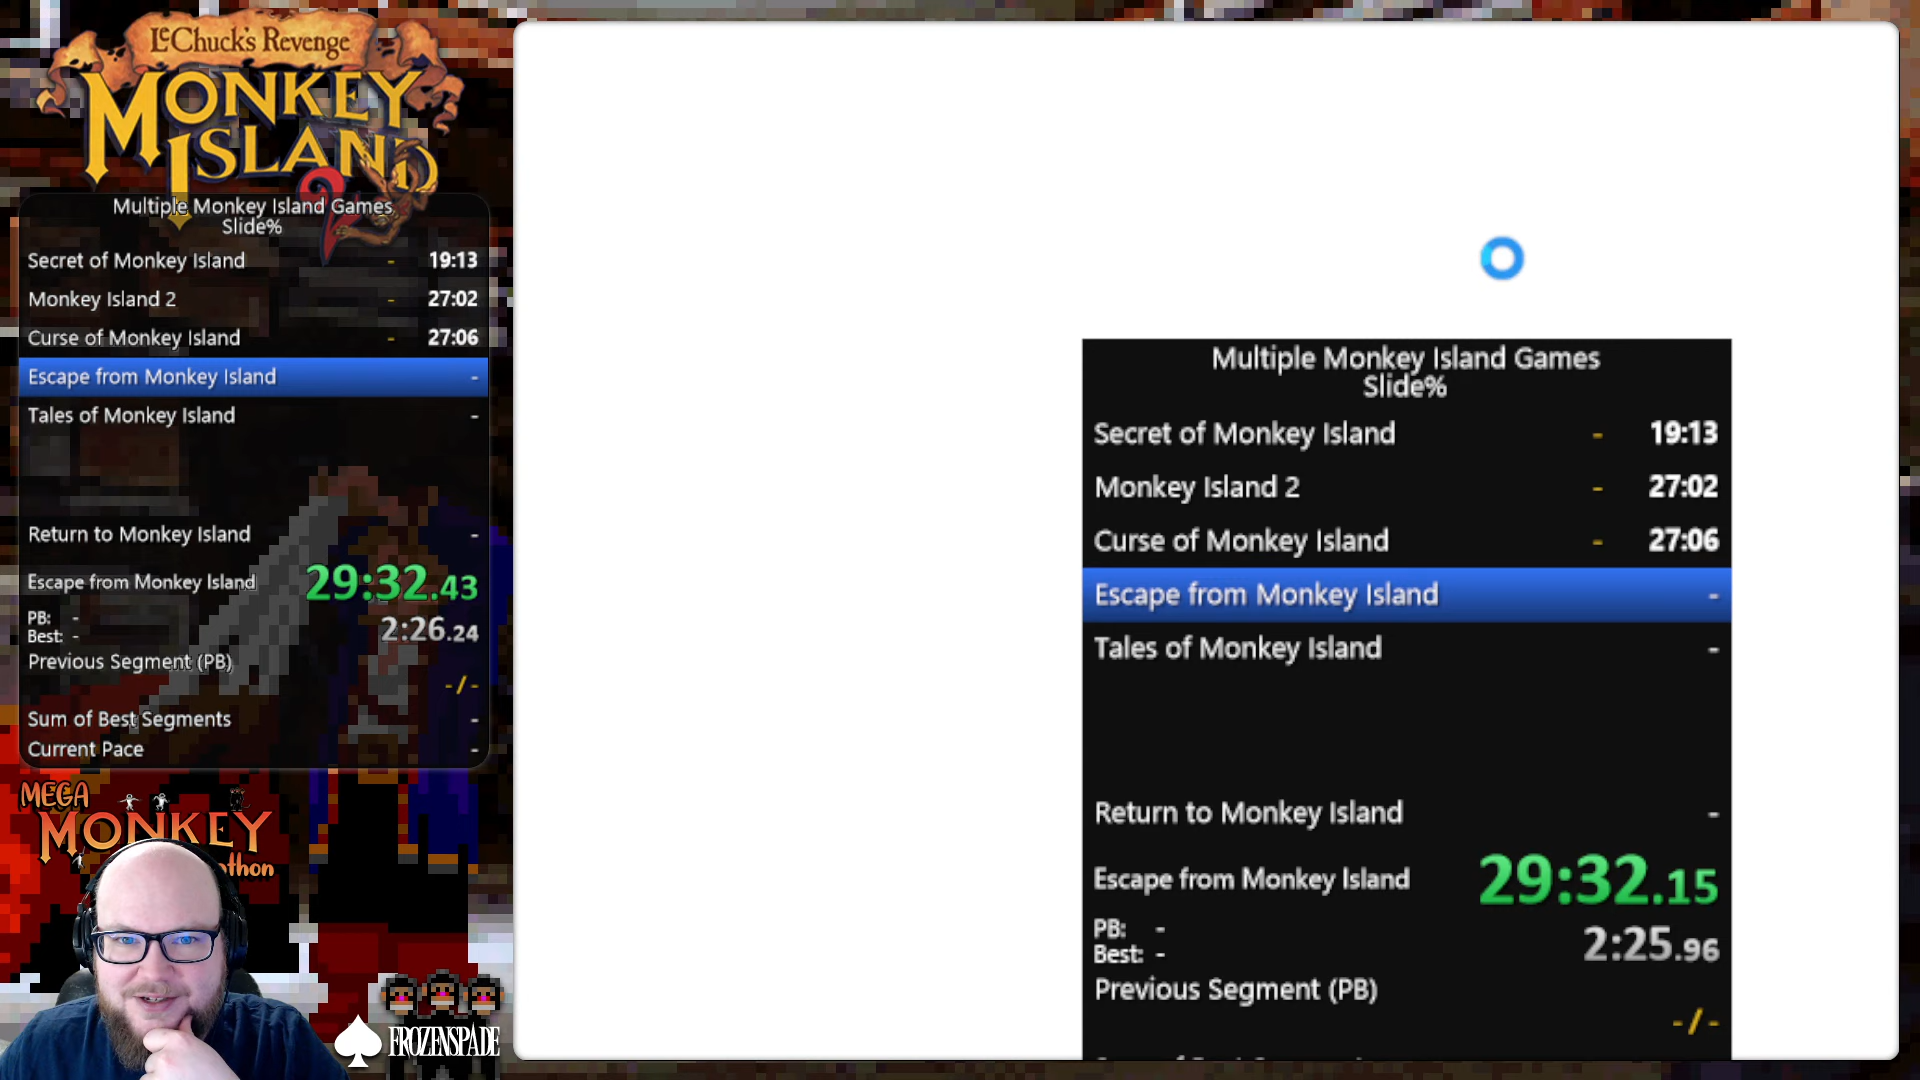 LeChuck's Revenge
MONKEY
ISLAND
2
Multiple Monkey Island Games
Slide%
Secret of Monkey Island - 19:13
Monkey Island 2 - 27:02
Curse of Monkey Island - 27:06
Escape from Monkey Island -
Tales of Monkey Island -
Return to Monkey Island -
Escape from Monkey Island 29:32.43
PB: -
Best: - 2:26.24
Previous Segment (PB)
- / -
Sum of Best Segments -
Current Pace -
MEGA
MONKEY
FROZENSPADE
Multiple Monkey Island Games
Slide%
Secret of Monkey Island - 19:13
Monkey Island 2 - 27:02
Curse of Monkey Island - 27:06
Escape from Monkey Island -
Tales of Monkey Island -
Return to Monkey Island -
Escape from Monkey Island 29:32.15
PB: -
Best: - 2:25.96
Previous Segment (PB)
- / -